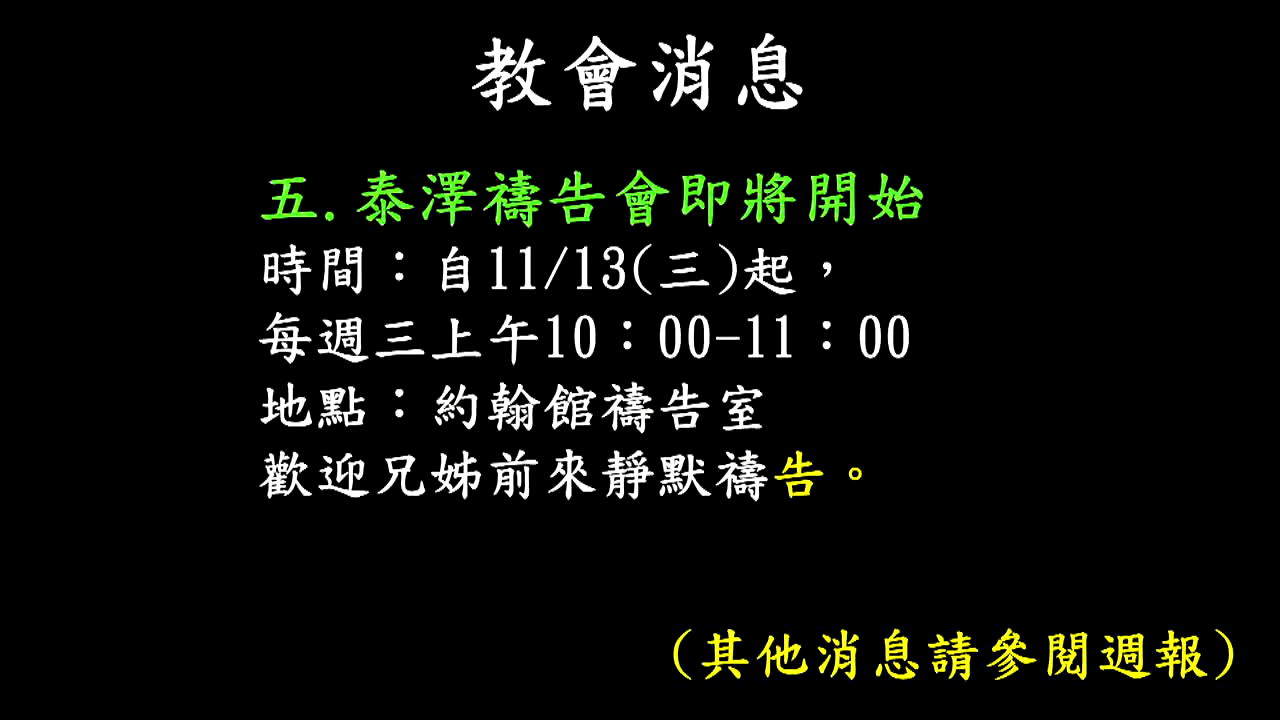 教會消息
五.泰澤禱告會即將開始
時間：自11/13(三)起，
每週三上午10：00-11：00
地點：約翰館禱告室
歡迎兄姊前來靜默禱告。
(其他消息請參閱週報)